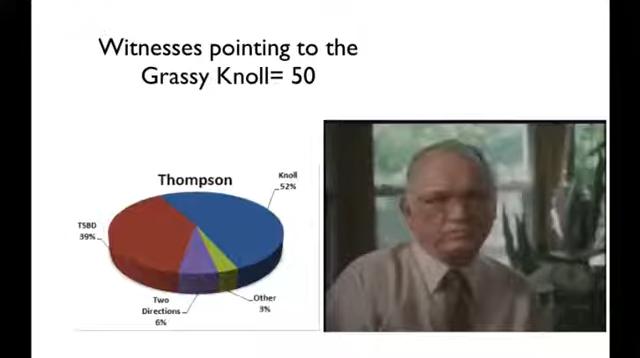 Witnesses pointing to the
Grassy Knoll= 50
Thompson
Knoll
52%
TSBD
39%
Two
Directions
6%
Other
3%